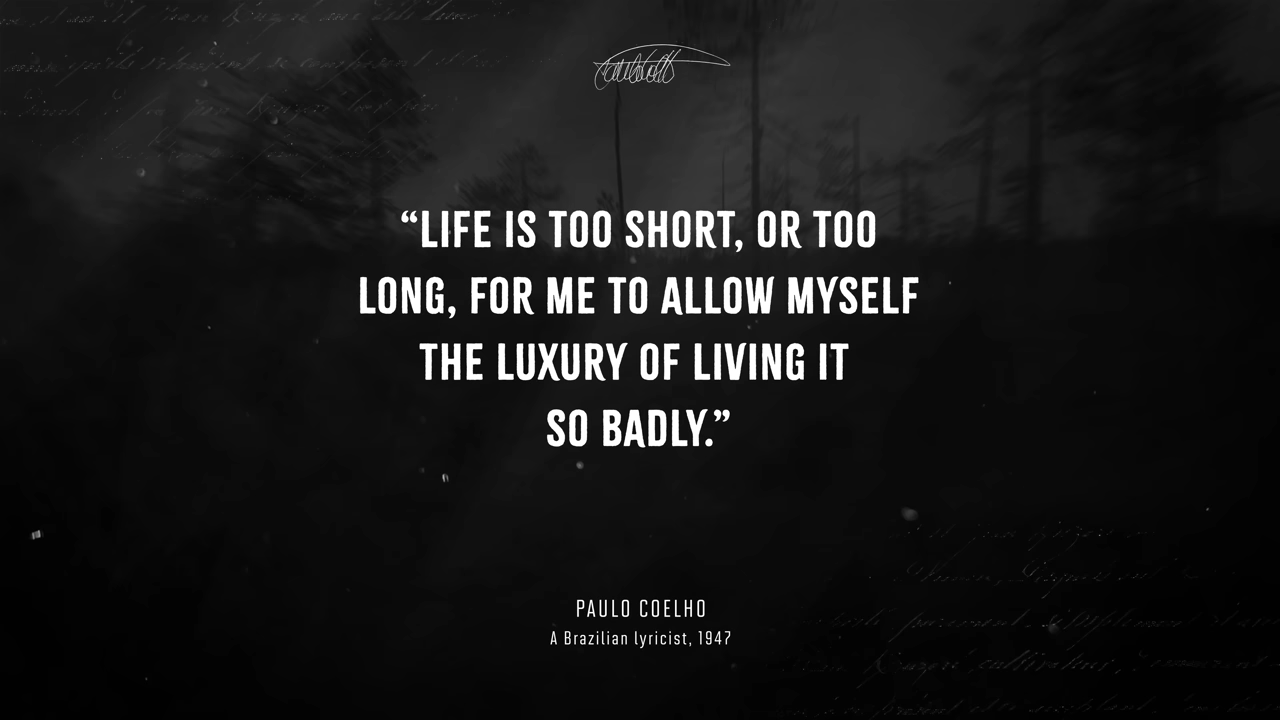 “LIFE IS TOO SHORT, OR TOO
LONG, FOR ME TO ALLOW MYSELF
THE LUXURY OF LIVING IT
SO BADLY.”
PAULO COELHO
A Brazilian lyricist, 1947